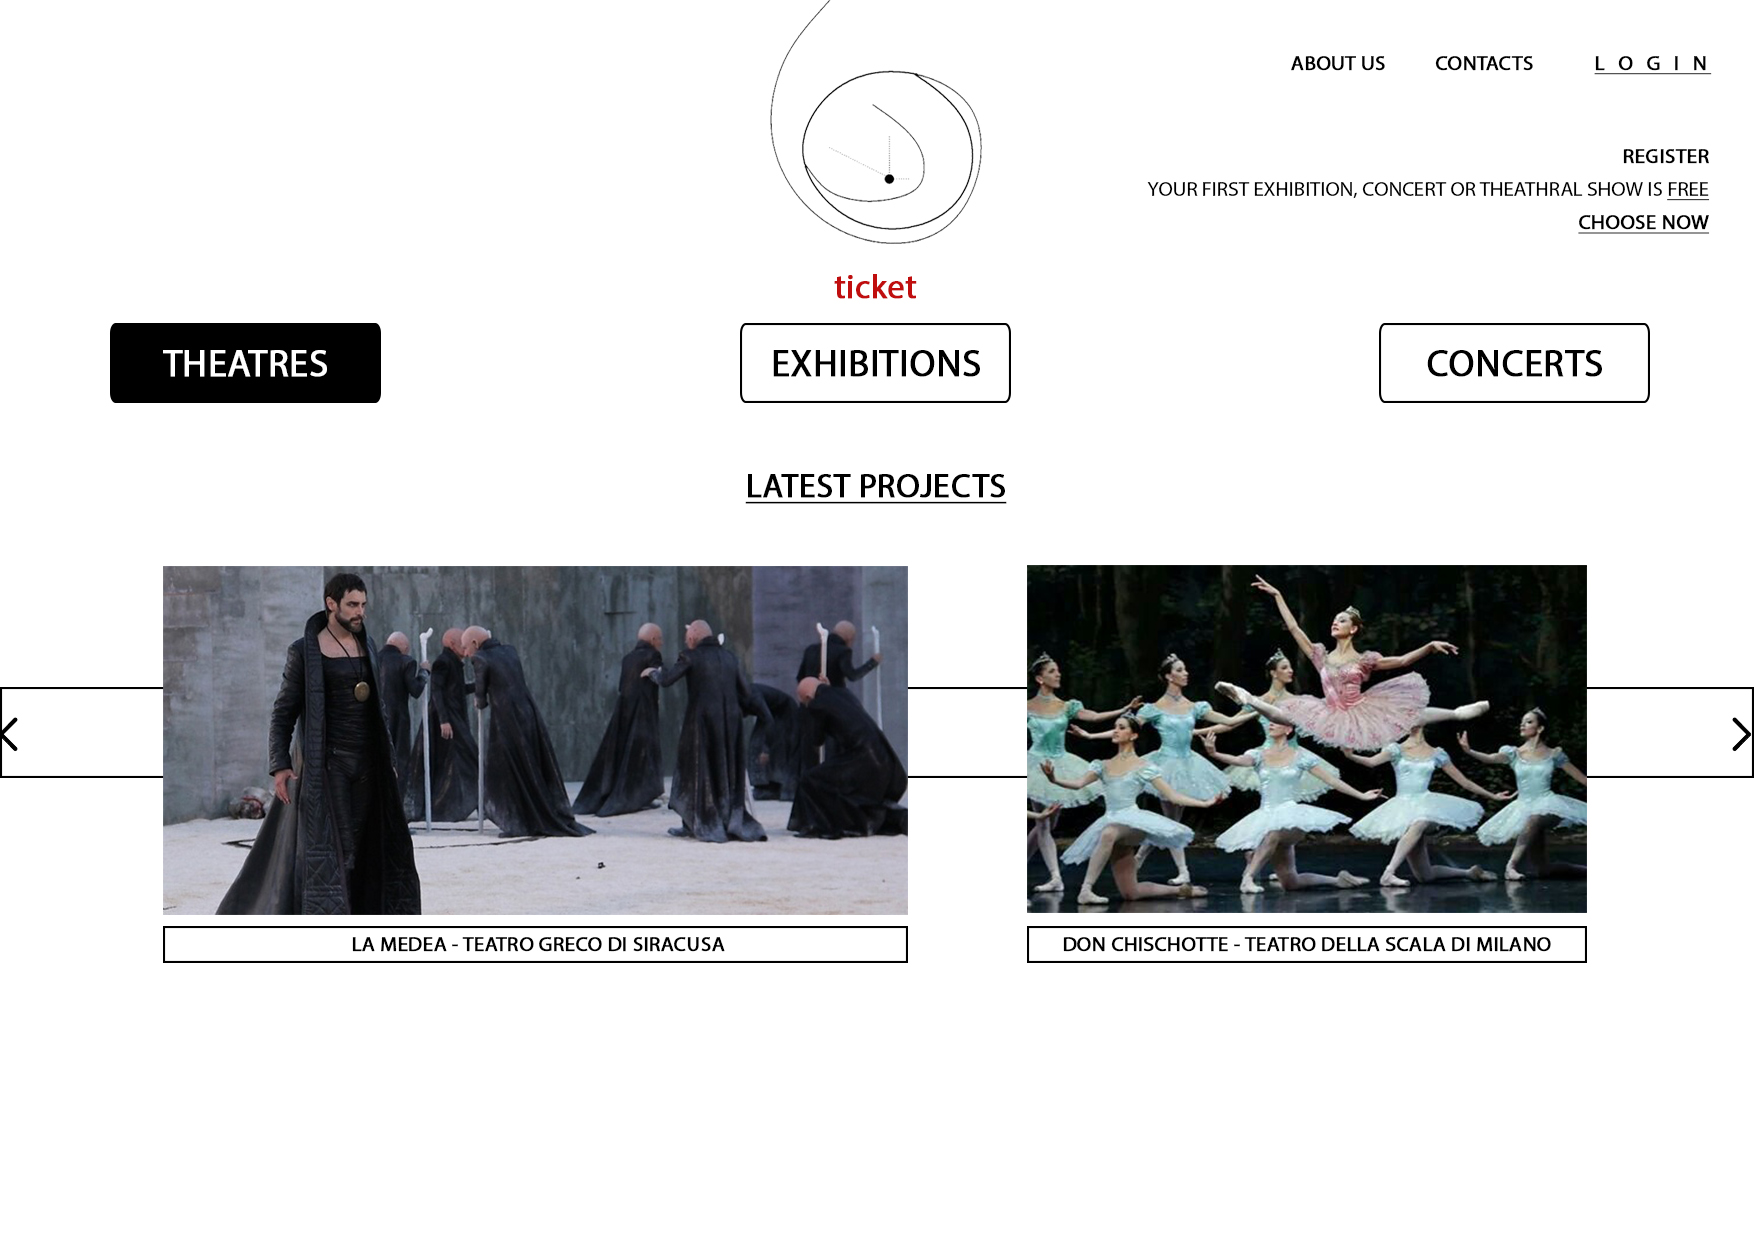 ABOUT US
CONTACTS
LOGIN
REGISTER
YOUR FIRST EXHIBITION, CONCERT OR THEATHRAL SHOW IS FREE
CHOOSE NOW
ticket
THEATRES
EXHIBITIONS
CONCERTS
LATEST PROJECTS
LA MEDEA - TEATRO GRECO DI SIRACUSA
DON CHISCHOTTE - TEATRO DELLA SCALA DI MILANO